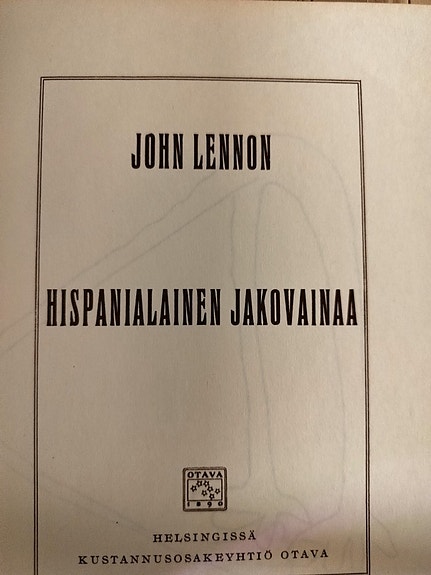 JOHN LENNON
HISPANIALAINEN JAKOVAINAA
OTAVA
1890
HELSINGISSÄ
KUSTANNUSOSAKEYHTIÖ OTAVA